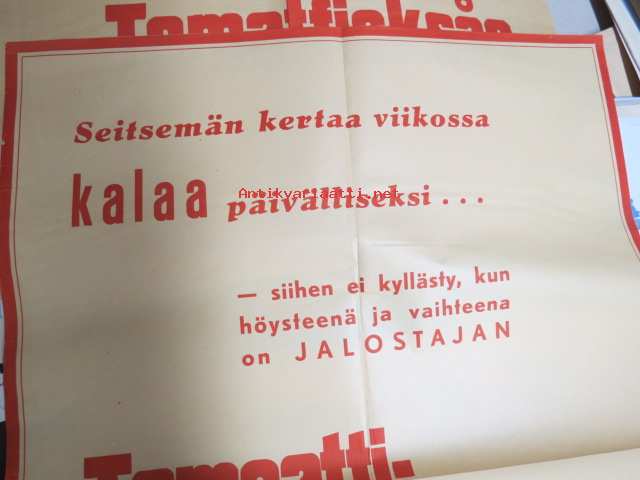 Seitsemän kertaa viikossa
kalaa päivälliseksi...
Antikvariaatti.net
— siihen ei kyllästy, kun
höysteenä ja vaihteena
on JALOSTAJAN
Tomaatti-